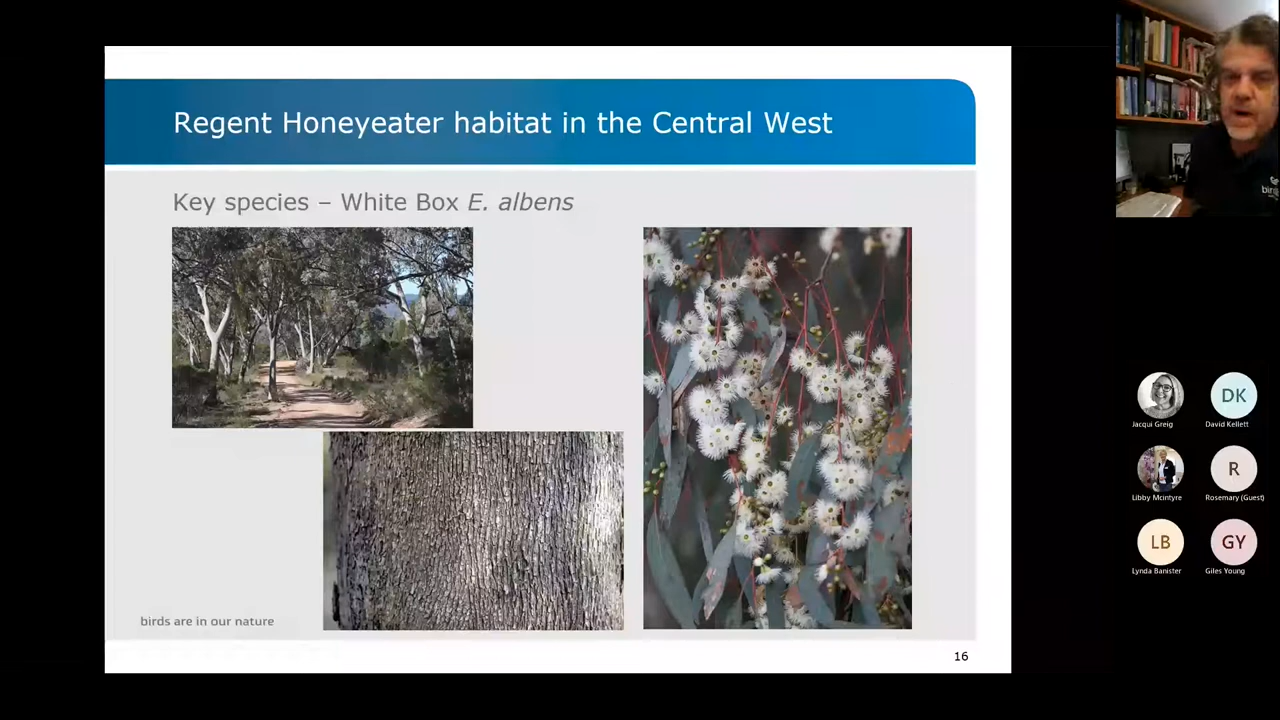 Regent Honeyeater habitat in the Central West
Key species – White Box E. albens
birds are in our nature
16
DK
Jacqui Greig
David Kellett
R
Libby Mcintyre
Rosemary (Guest)
LB
GY
Lynda Banister
Giles Young